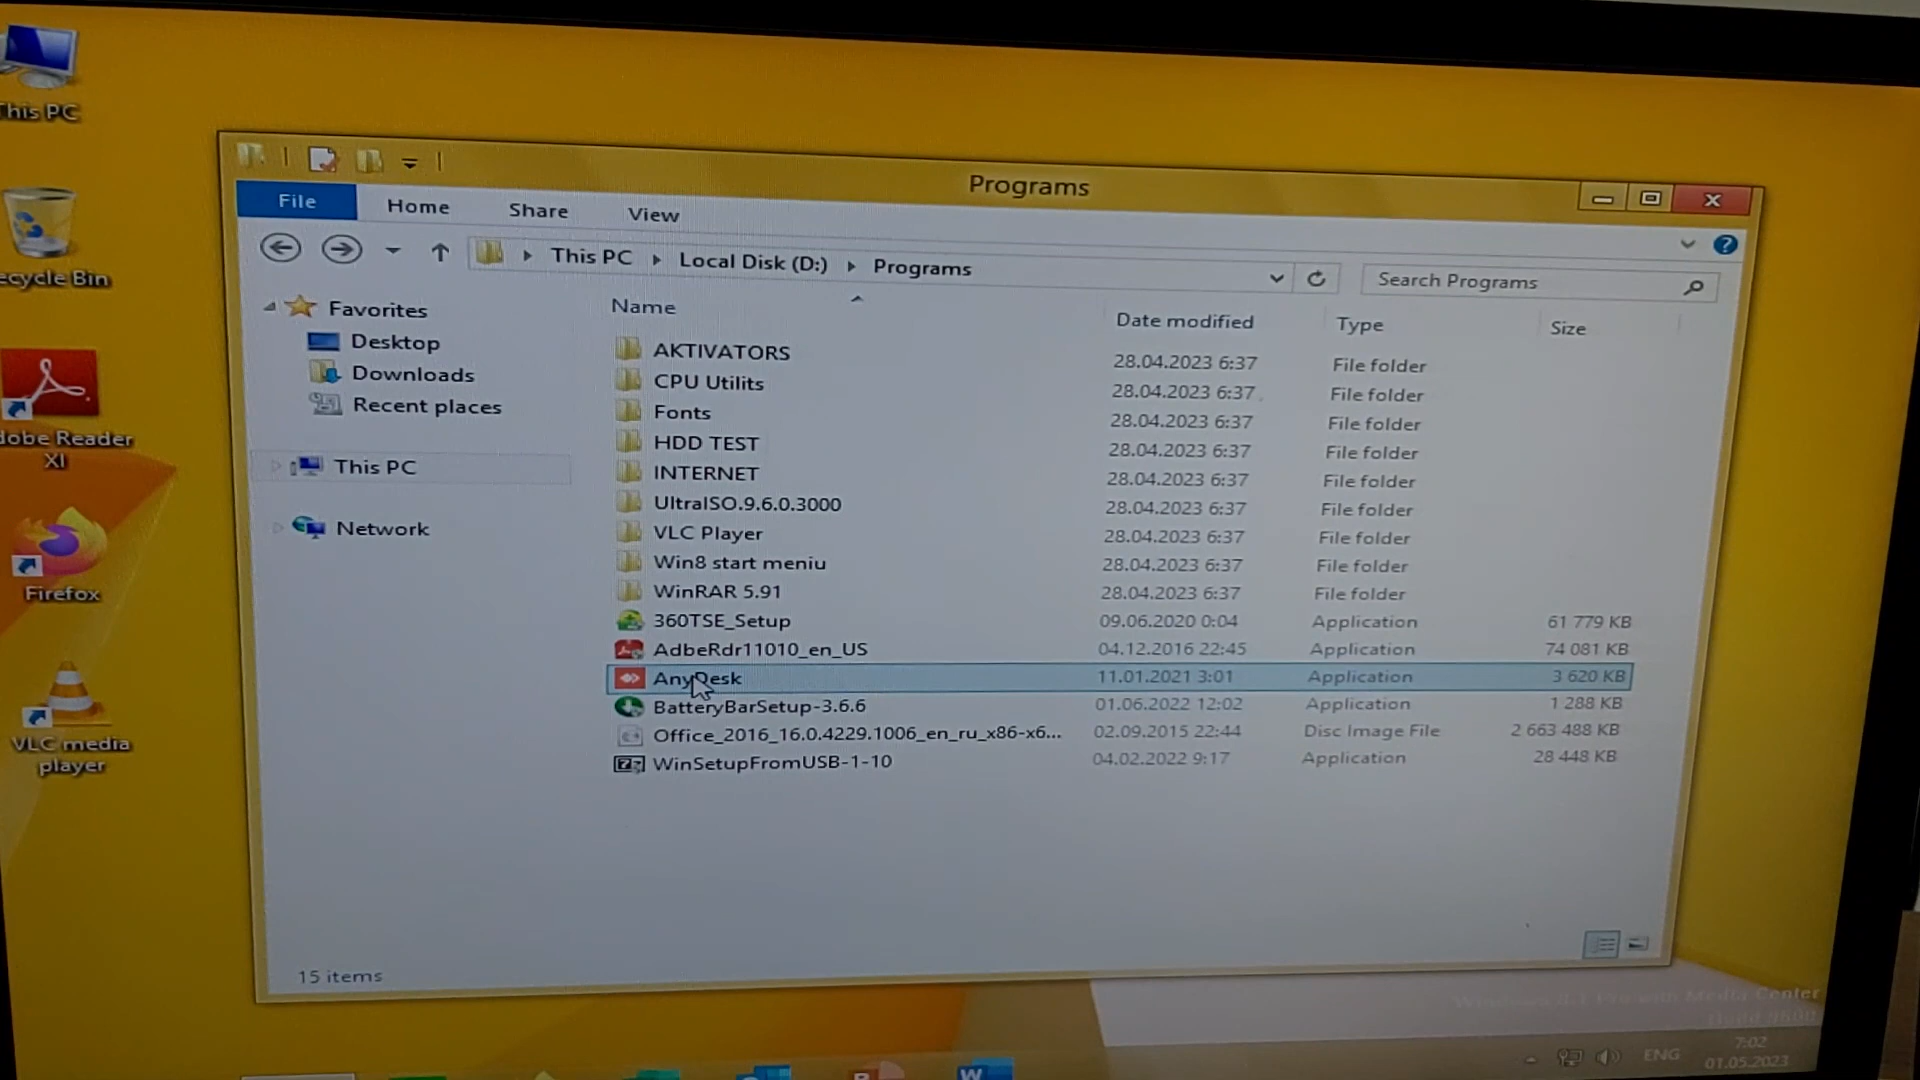 This PC
ecycle Bin
dobe Reader
XI
Firefox
VLC media
player
Programs
File
Home
Share
View
This PC
Local Disk (D:)
Programs
Search Programs
Favorites
Desktop
Downloads
Recent places
This PC
Network
Name
Date modified
Type
Size
AKTIVATORS 28.04.2023 6:37 File folder
CPU Utilits 28.04.2023 6:37 File folder
Fonts 28.04.2023 6:37 File folder
HDD TEST 28.04.2023 6:37 File folder
INTERNET 28.04.2023 6:37 File folder
UltraISO.9.6.0.3000 28.04.2023 6:37 File folder
VLC Player 28.04.2023 6:37 File folder
Win8 start meniu 28.04.2023 6:37 File folder
WinRAR 5.91 28.04.2023 6:37 File folder
360TSE_Setup 09.06.2020 0:04 Application 61 779 KB
AdbeRdr11010_en_US 04.12.2016 22:45 Application 74 081 KB
AnyDesk 11.01.2021 3:01 Application 3 620 KB
BatteryBarSetup-3.6.6 01.06.2022 12:02 Application 1 288 KB
Office_2016_16.0.4229.1006_en_ru_x86-x6... 02.09.2015 22:44 Disc Image File 2 663 488 KB
WinSetupFromUSB-1-10 04.02.2022 9:17 Application 28 448 KB
15 items
Media Center
ENG
7:02
01.05.2023